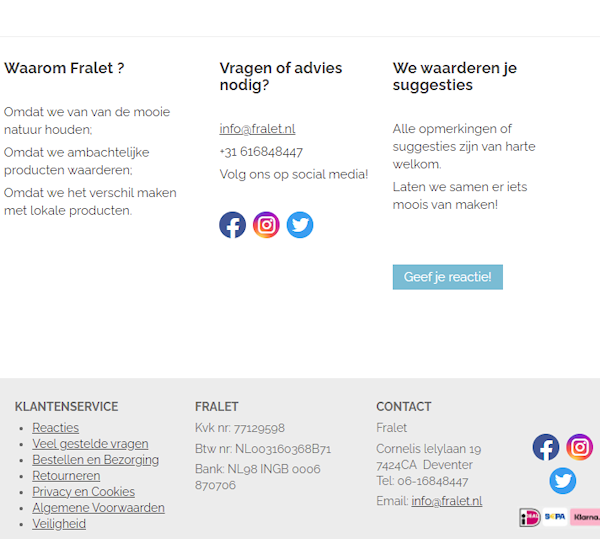 Waarom Fralet ?
Omdat we van van de mooie
natuur houden;
Omdat we ambachtelijke
producten waarderen;
Omdat we het verschil maken
met lokale producten.
Vragen of advies
nodig?
info@fralet.nl
+31 616848447
Volg ons op social media!
We waarderen je
suggesties
Alle opmerkingen of
suggesties zijn van harte
welkom.
Laten we samen er iets
moois van maken!
Geef je reactie!
KLANTENSERVICE
Reacties
Veel gestelde vragen
Bestellen en Bezorging
Retourneren
Privacy en Cookies
Algemene Voorwaarden
Veiligheid
FRALET
Kvk nr: 77129598
Btw nr: NL003160368B71
Bank: NL98 INGB 0006
870706
CONTACT
Fralet
Cornelis lelylaan 19
7424CA Deventer
Tel: 06-16848447
Email: info@fralet.nl
iDEAL
SEPA
Klarna.